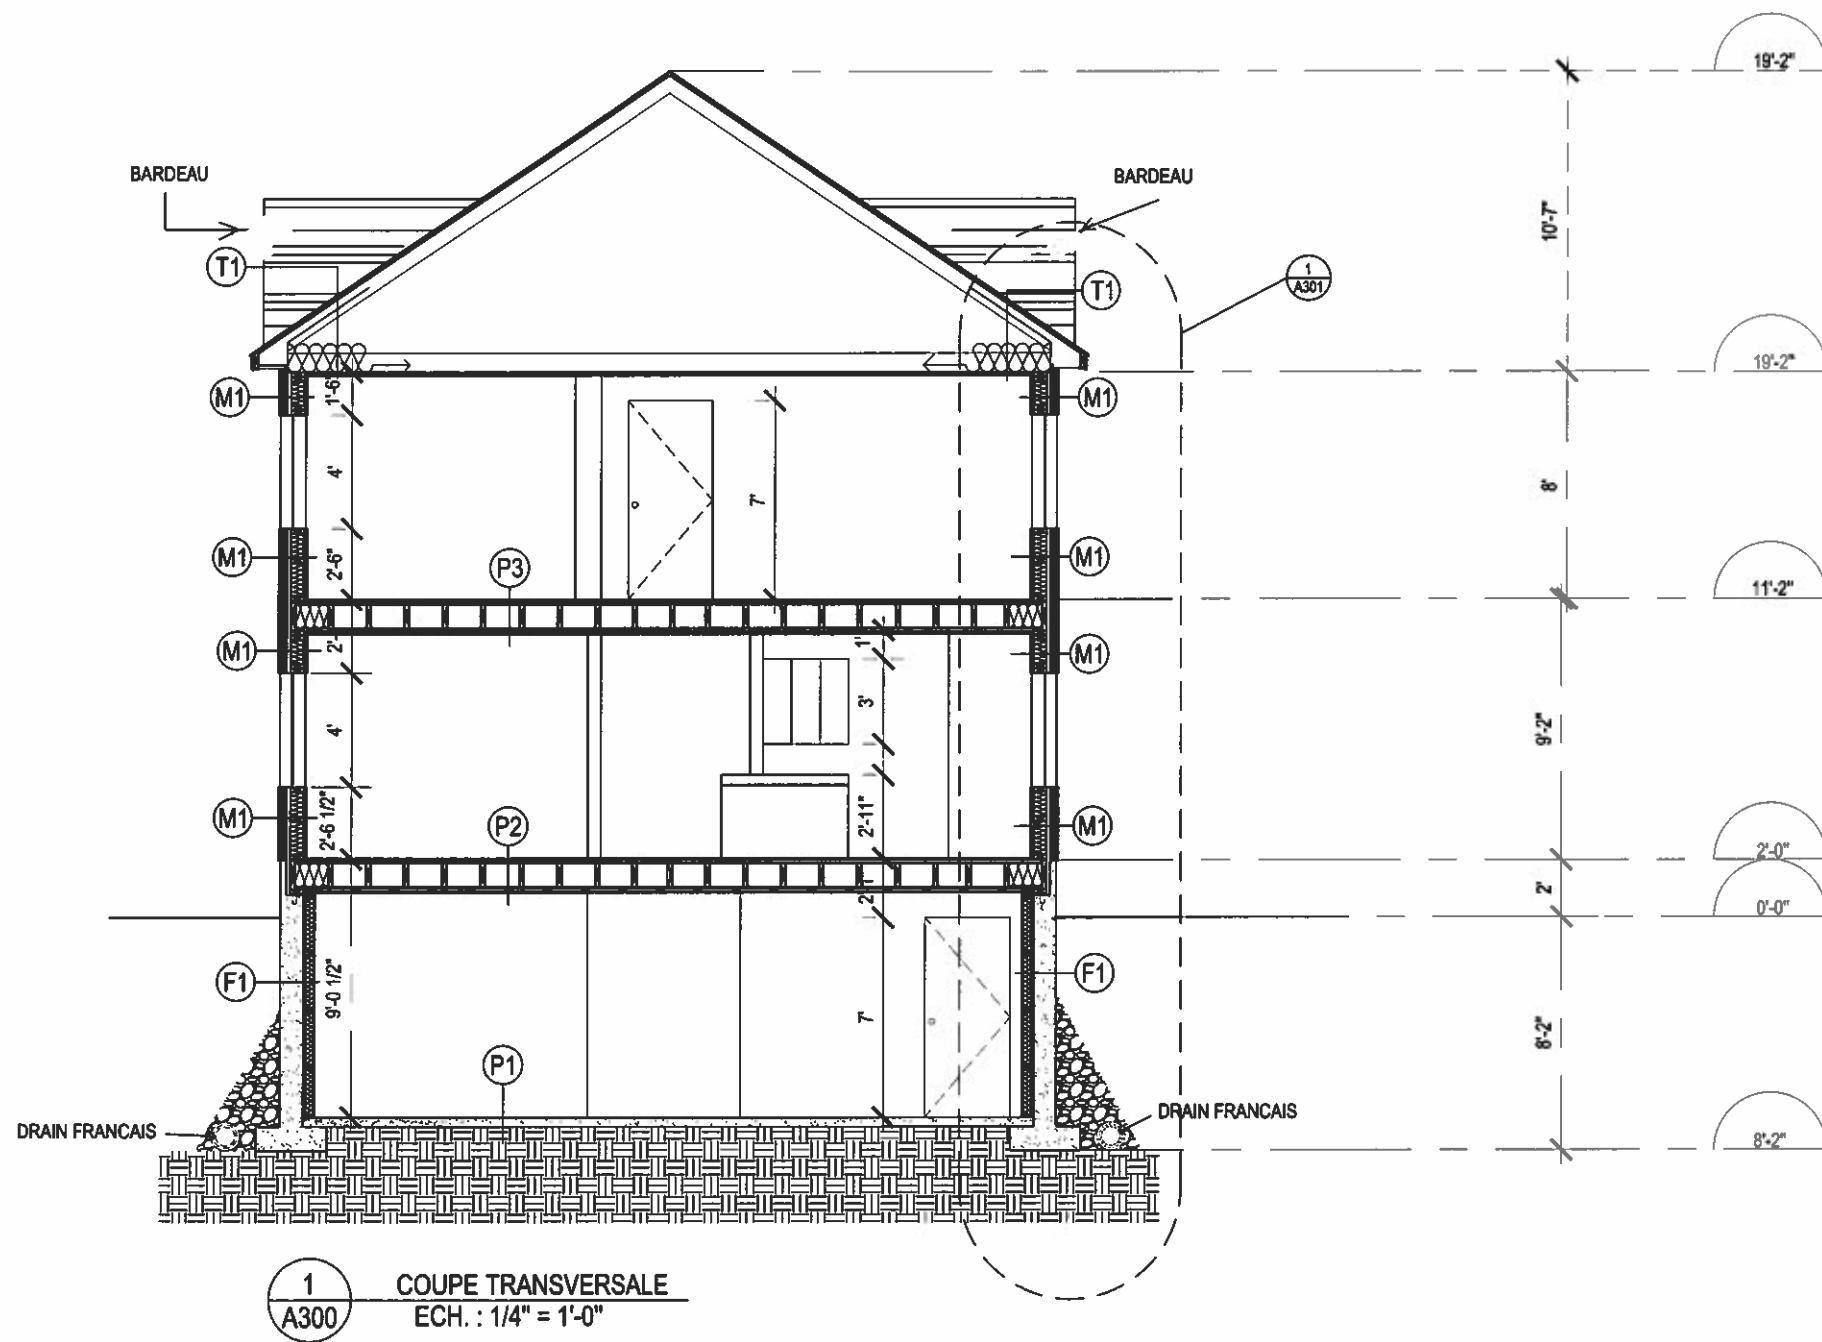 19'-2"
BARDEAU
BARDEAU
10'-7"
T1
T1
1
A301
19'-2"
M1
1'-6"
M1
4'
7'
8'
M1
2'-6"
P3
M1
11'-2"
M1
2'
1'
M1
4'
3'
9'-2"
M1
2'-6 1/2"
P2
2'-11"
M1
2'-0"
2'-1"
2'
0'-0"
F1
9'-0 1/2"
7'
F1
8'-2"
P1
DRAIN FRANCAIS
DRAIN FRANCAIS
8'-2"
1
A300
COUPE TRANSVERSALE
ECH. : 1/4" = 1'-0"